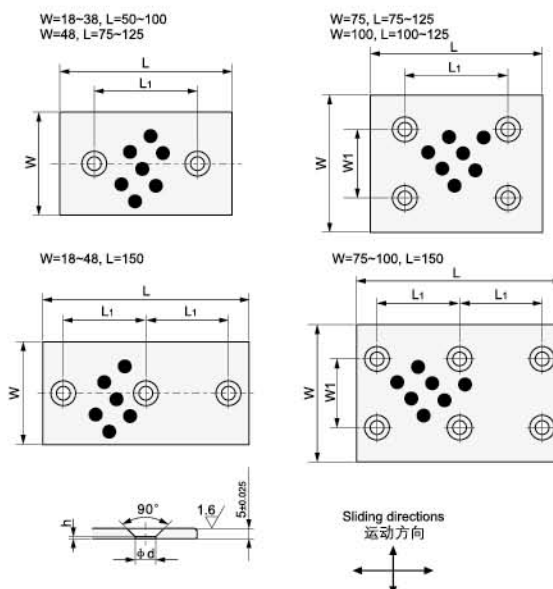 W=18~38, L=50~100
W=48, L=75~125
L
L1
W
W=75, L=75~125
W=100, L=100~125
L
L1
W
W1
W=18~48, L=150
L
L1
L1
W
W=75~100, L=150
L
L1
L1
W
W1
90°
1.6
5±0.025
h
ϕd
Sliding directions
运动方向